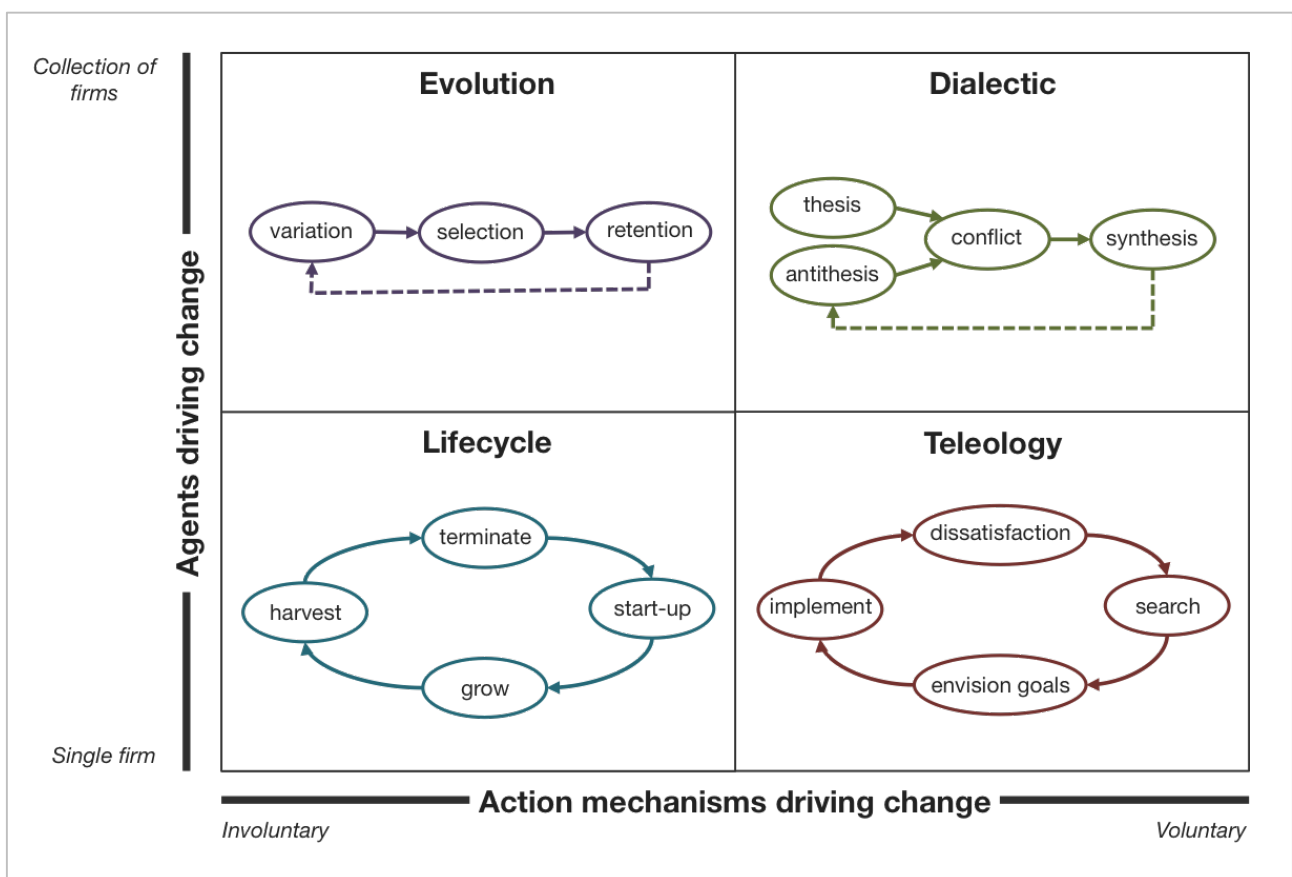 Collection of
firms
Evolution
variation
selection
retention
Dialectic
thesis
antithesis
conflict
synthesis
Agents driving change
Lifecycle
terminate
harvest
start-up
grow
Teleology
dissatisfaction
implement
search
envision goals
Single firm
Action mechanisms driving change
Involuntary
Voluntary